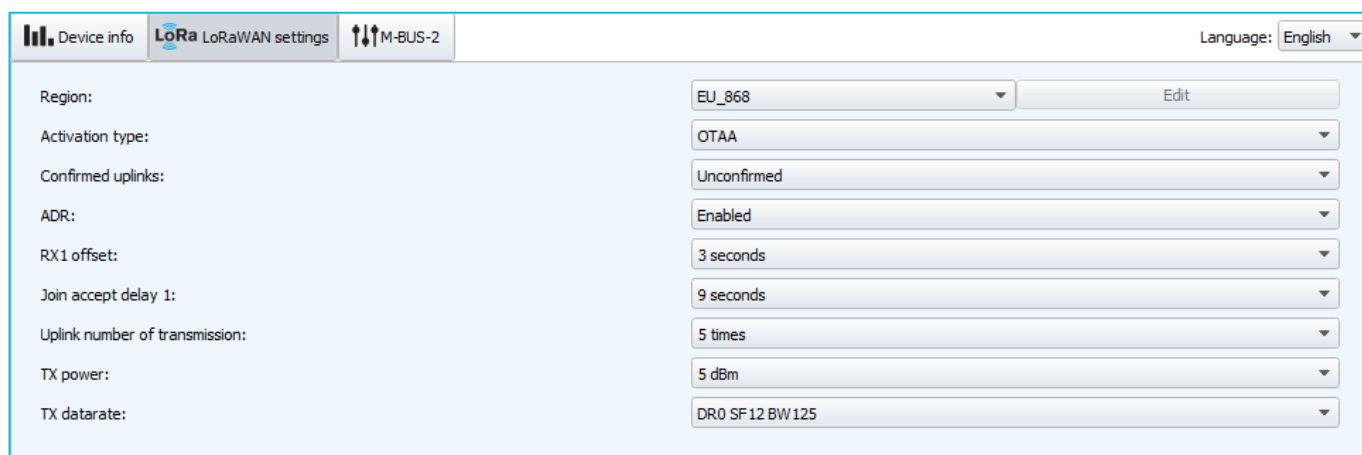 Device info LoRa LoRaWAN settings M-BUS-2 Language: English
Region: EU_868 Edit
Activation type: OTAA
Confirmed uplinks: Unconfirmed
ADR: Enabled
RX1 offset: 3 seconds
Join accept delay 1: 9 seconds
Uplink number of transmission: 5 times
TX power: 5 dBm
TX datarate: DR0 SF12 BW125